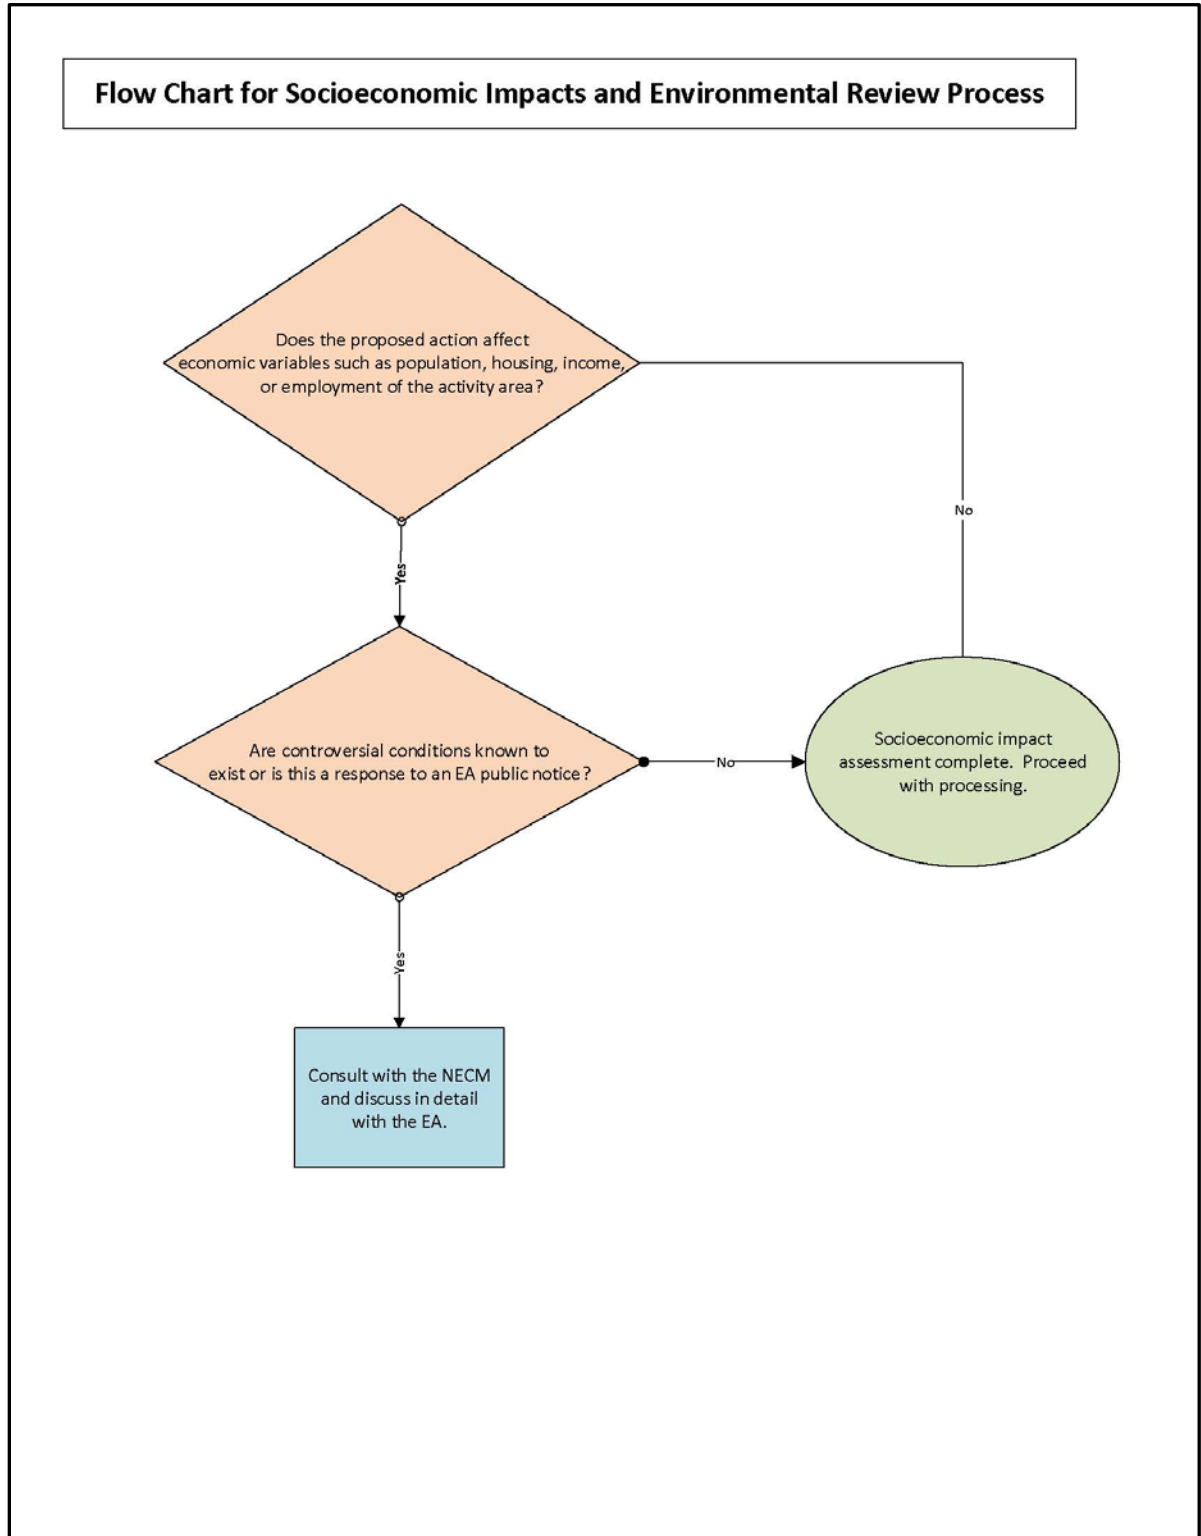 Flow Chart for Socioeconomic Impacts and Environmental Review Process
Does the proposed action affect
economic variables such as population, housing, income,
or employment of the activity area?
No
Yes
Are controversial conditions known to
exist or is this a response to an EA public notice?
No
Socioeconomic impact
assessment complete.  Proceed
with processing.
Yes
Consult with the NECM
and discuss in detail
with the EA.